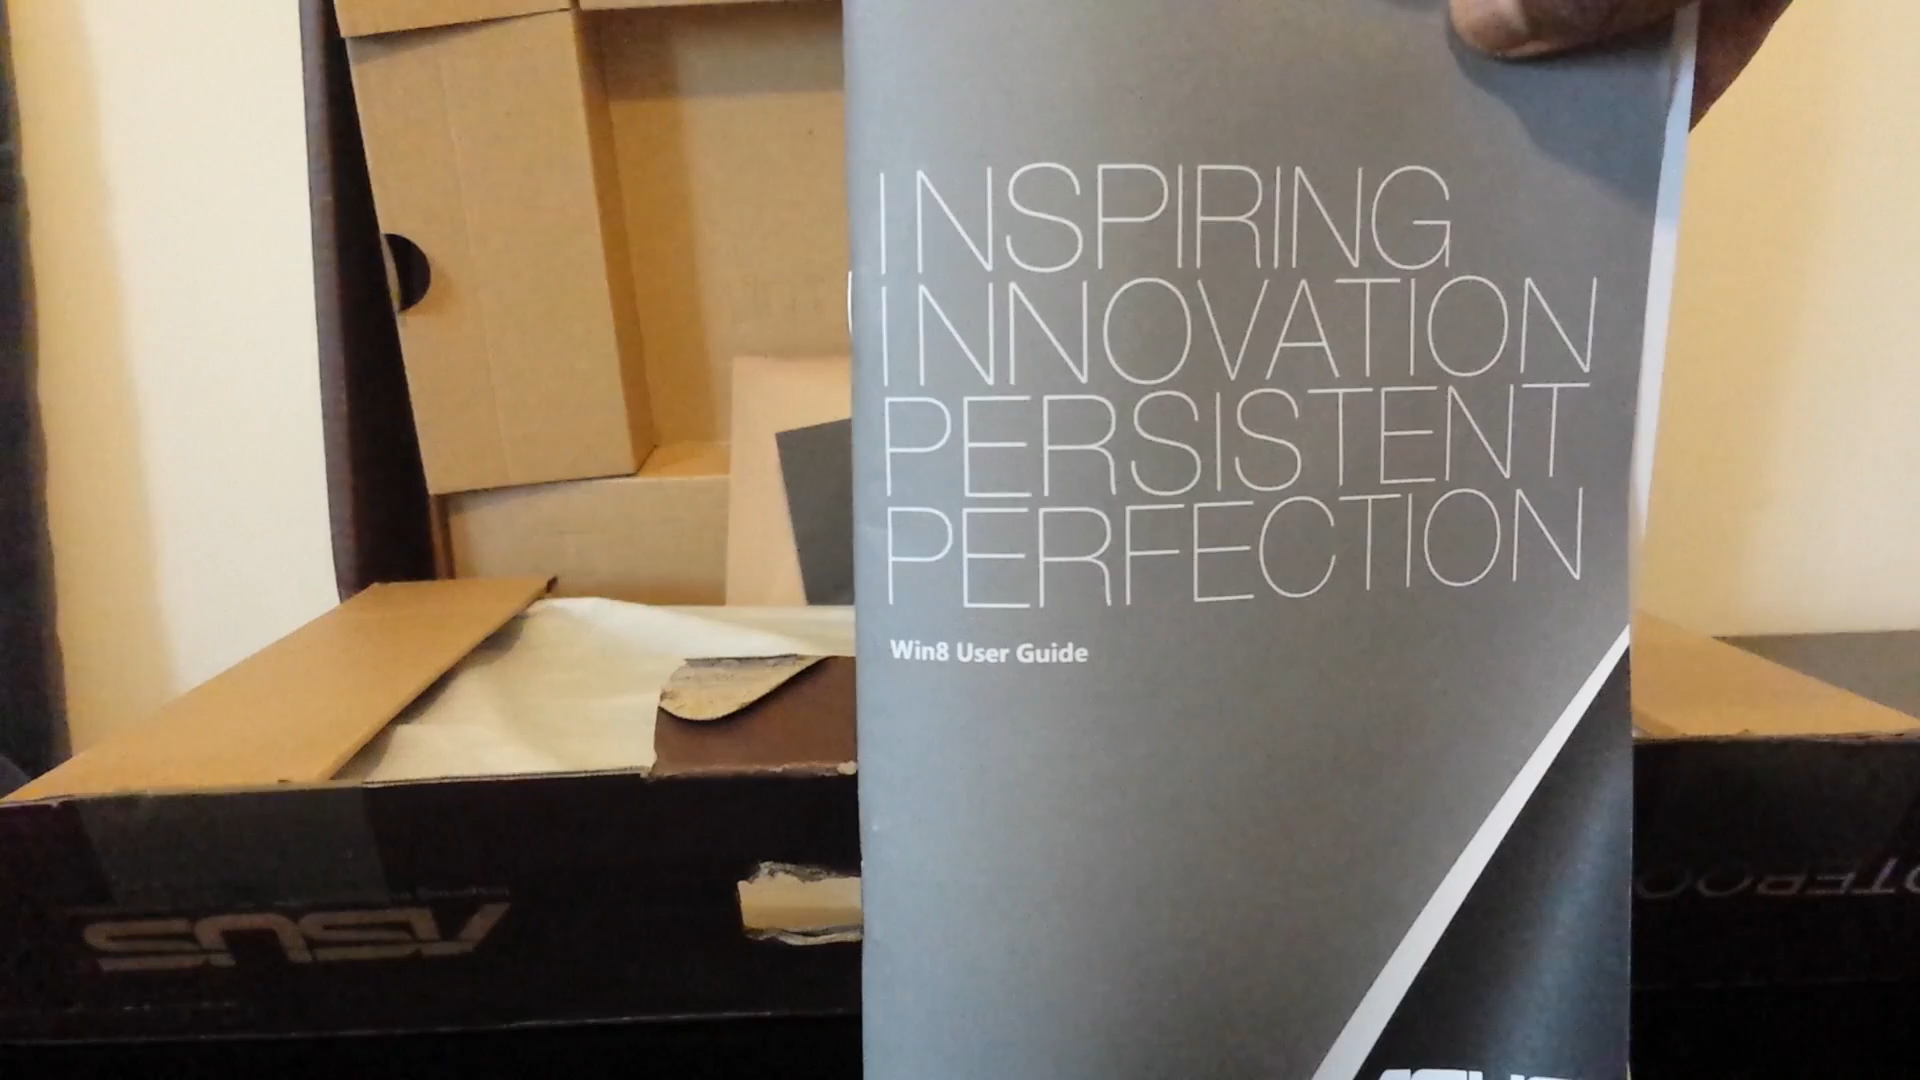 INSPIRING
INNOVATION
PERSISTENT
PERFECTION
Win8 User Guide
ASUS